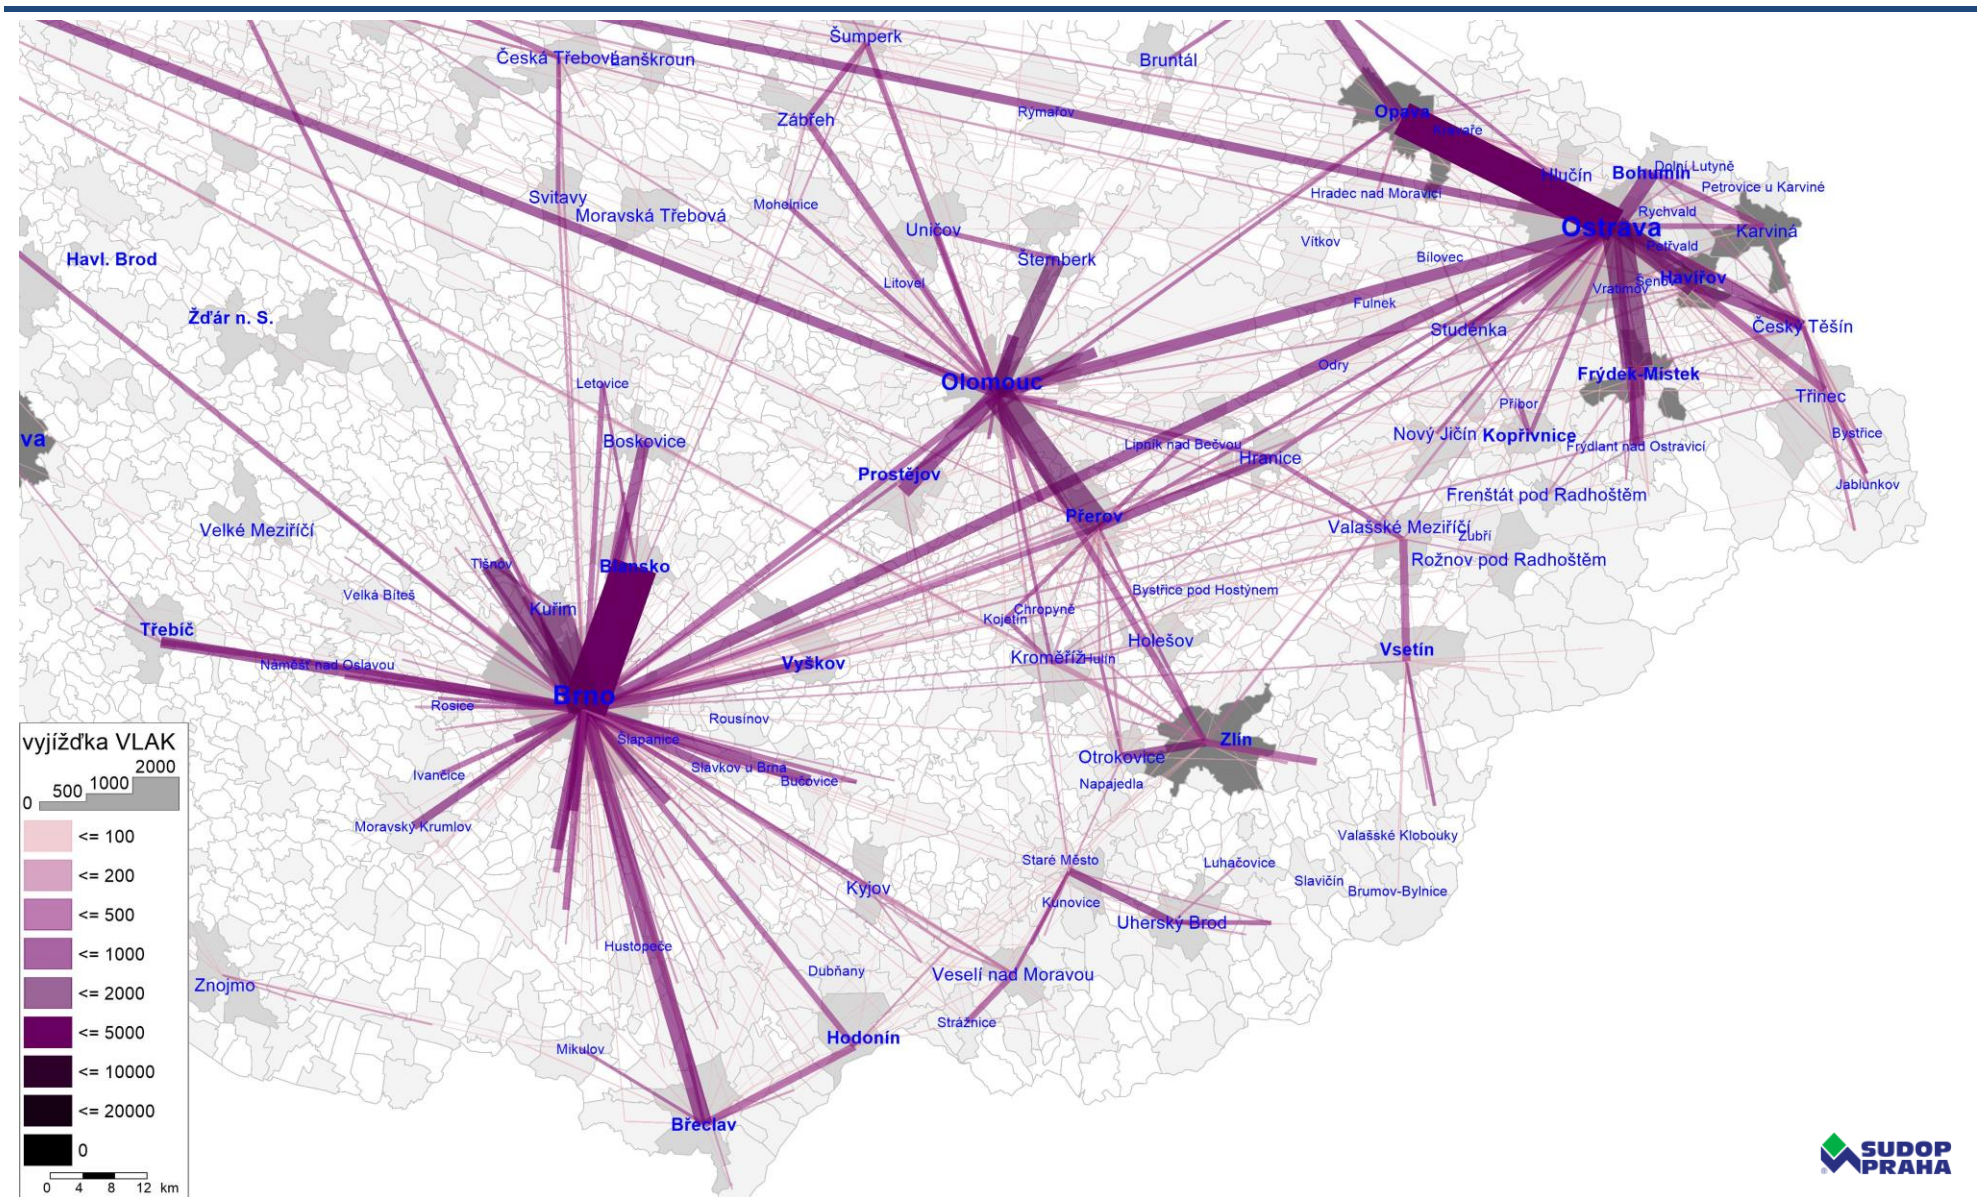 Šumperk
Česká Třebová
Lanškroun
Bruntál
Opava
Kravaře
Rýmařov
Zábřeh
Hlučín
Bohumín
Dolní Lutyně
Petrovice u Karviné
Hradec nad Moravicí
Svitavy
Moravská Třebová
Mohelnice
Rychvald
Ostrava
Karviná
Uničov
Vítkov
Petřvald
Havl. Brod
Šternberk
Bílovec
Litovel
Šenov
Havířov
Vratimov
Fulnek
Žďár n. S.
Studénka
Český Těšín
Odry
Olomouc
Frýdek-Místek
Letovice
Třinec
Příbor
va
Boskovice
Lipník nad Bečvou
Nový Jičín
Kopřivnice
Bystřice
Frýdlant nad Ostravicí
Hranice
Prostějov
Jablunkov
Frenštát pod Radhoštěm
Přerov
Velké Meziříčí
Valašské Meziříčí
Zubří
Tišnov
Blansko
Rožnov pod Radhoštěm
Velká Bíteš
Kuřim
Bystřice pod Hostýnem
Chropyně
Kojetín
Třebíč
Holešov
Vsetín
Náměšť nad Oslavou
Vyškov
Kroměříž
Hulín
Brno
Rosice
Rousínov
Šlapanice
Zlín
vyjížďka VLAK
Otrokovice
Slavkov u Brna
Ivančice
Bučovice
Napajedla
0 500 1000 2000
Moravský Krumlov
<= 100
Valašské Klobouky
<= 200
Staré Město
Luhačovice
Slavičín
Kyjov
Brumov-Bylnice
Kunovice
<= 500
Uherský Brod
Hustopeče
<= 1000
Dubňany
Veselí nad Moravou
Znojmo
<= 2000
Strážnice
<= 5000
Hodonín
Mikulov
<= 10000
<= 20000
Břeclav
0
0 4 8 12 km
SUDOP
PRAHA
®